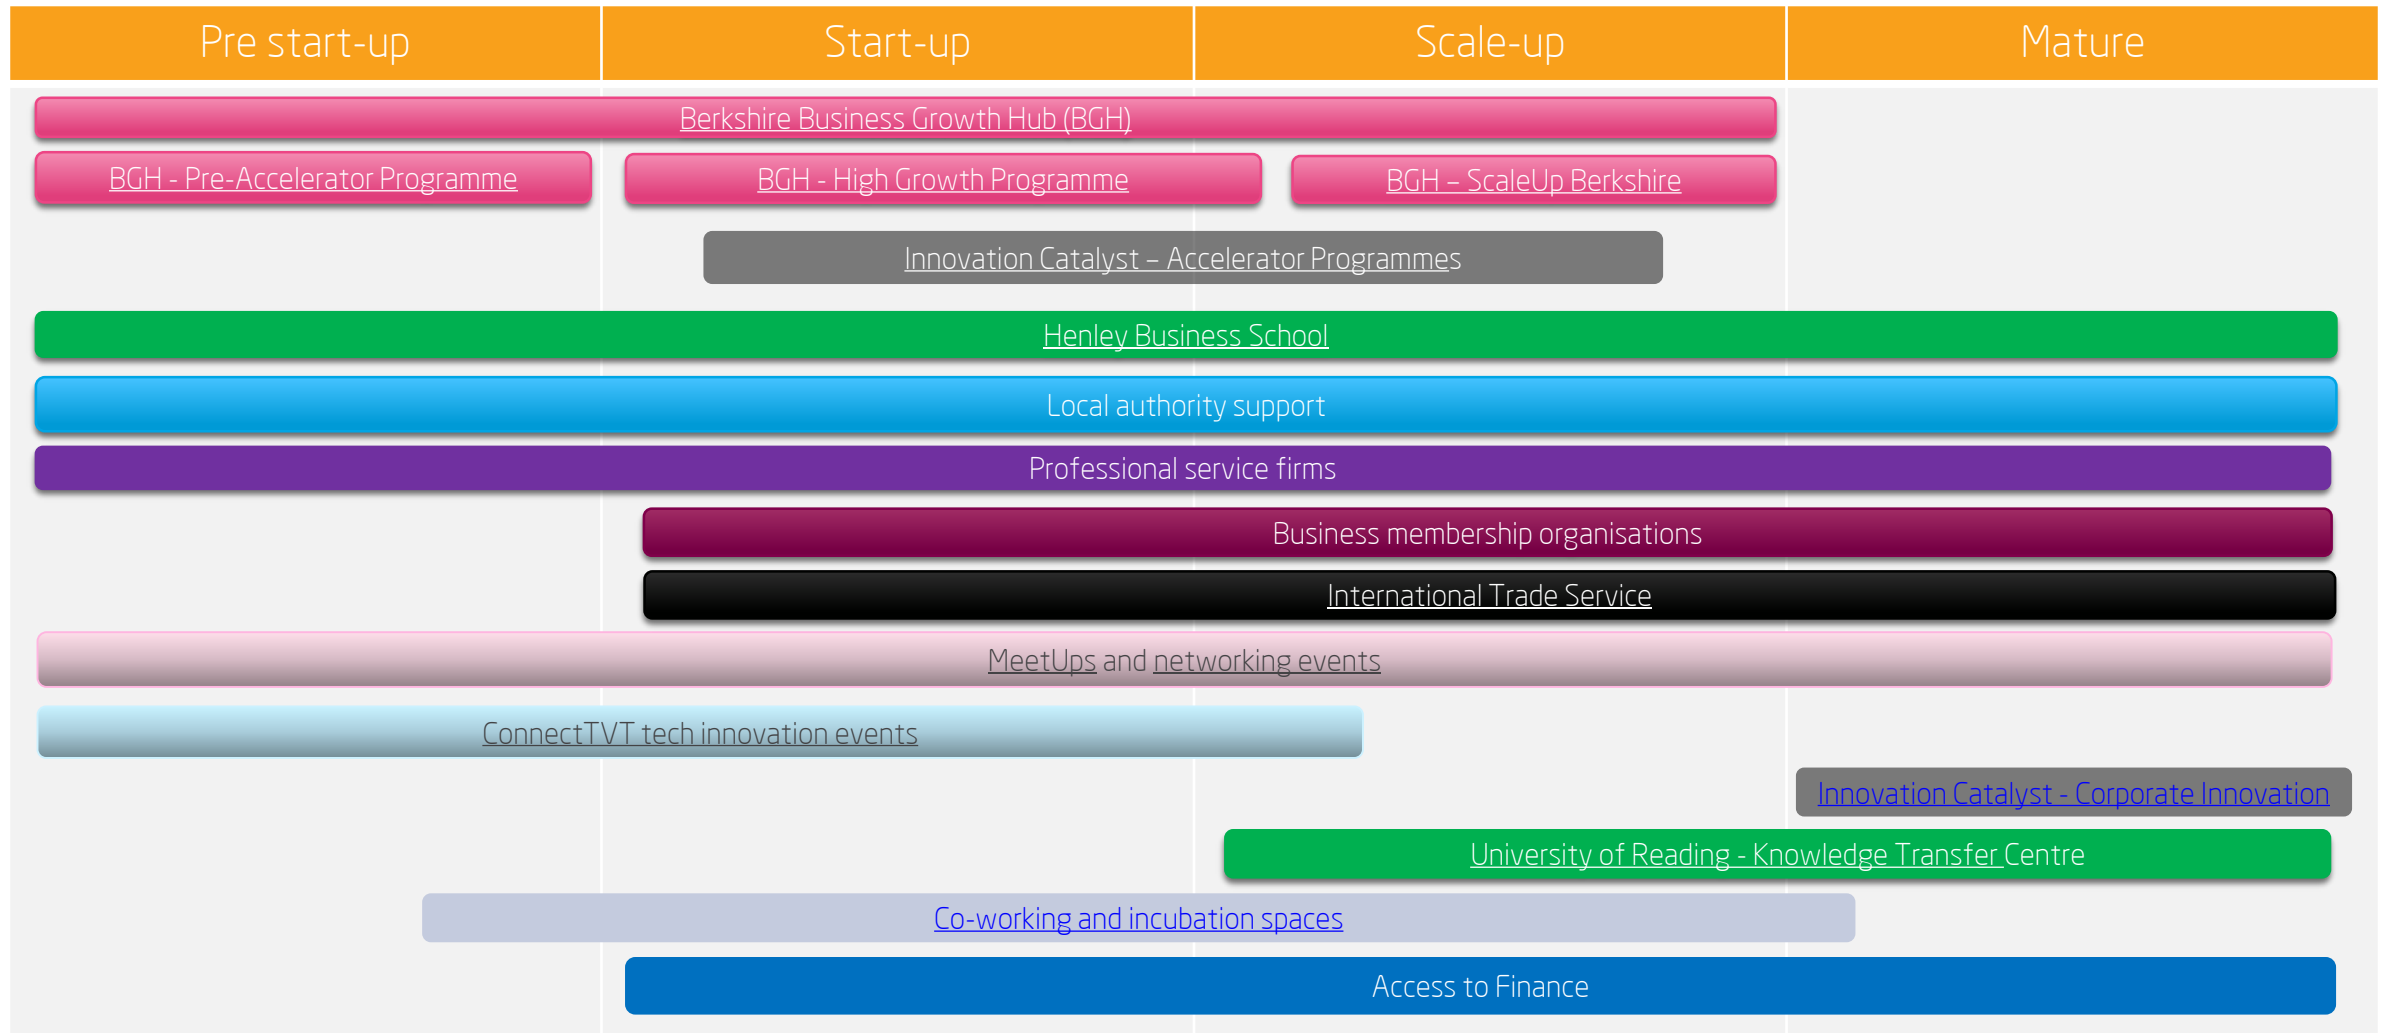 Pre start-up
Start-up
Scale-up
Mature
Berkshire Business Growth Hub (BGH)
BGH - Pre-Accelerator Programme
BGH - High Growth Programme
BGH – ScaleUp Berkshire
Innovation Catalyst – Accelerator Programmes
Henley Business School
Local authority support
Professional service firms
Business membership organisations
International Trade Service
MeetUps and networking events
ConnectTVT tech innovation events
Innovation Catalyst - Corporate Innovation
University of Reading - Knowledge Transfer Centre
Co-working and incubation spaces
Access to Finance